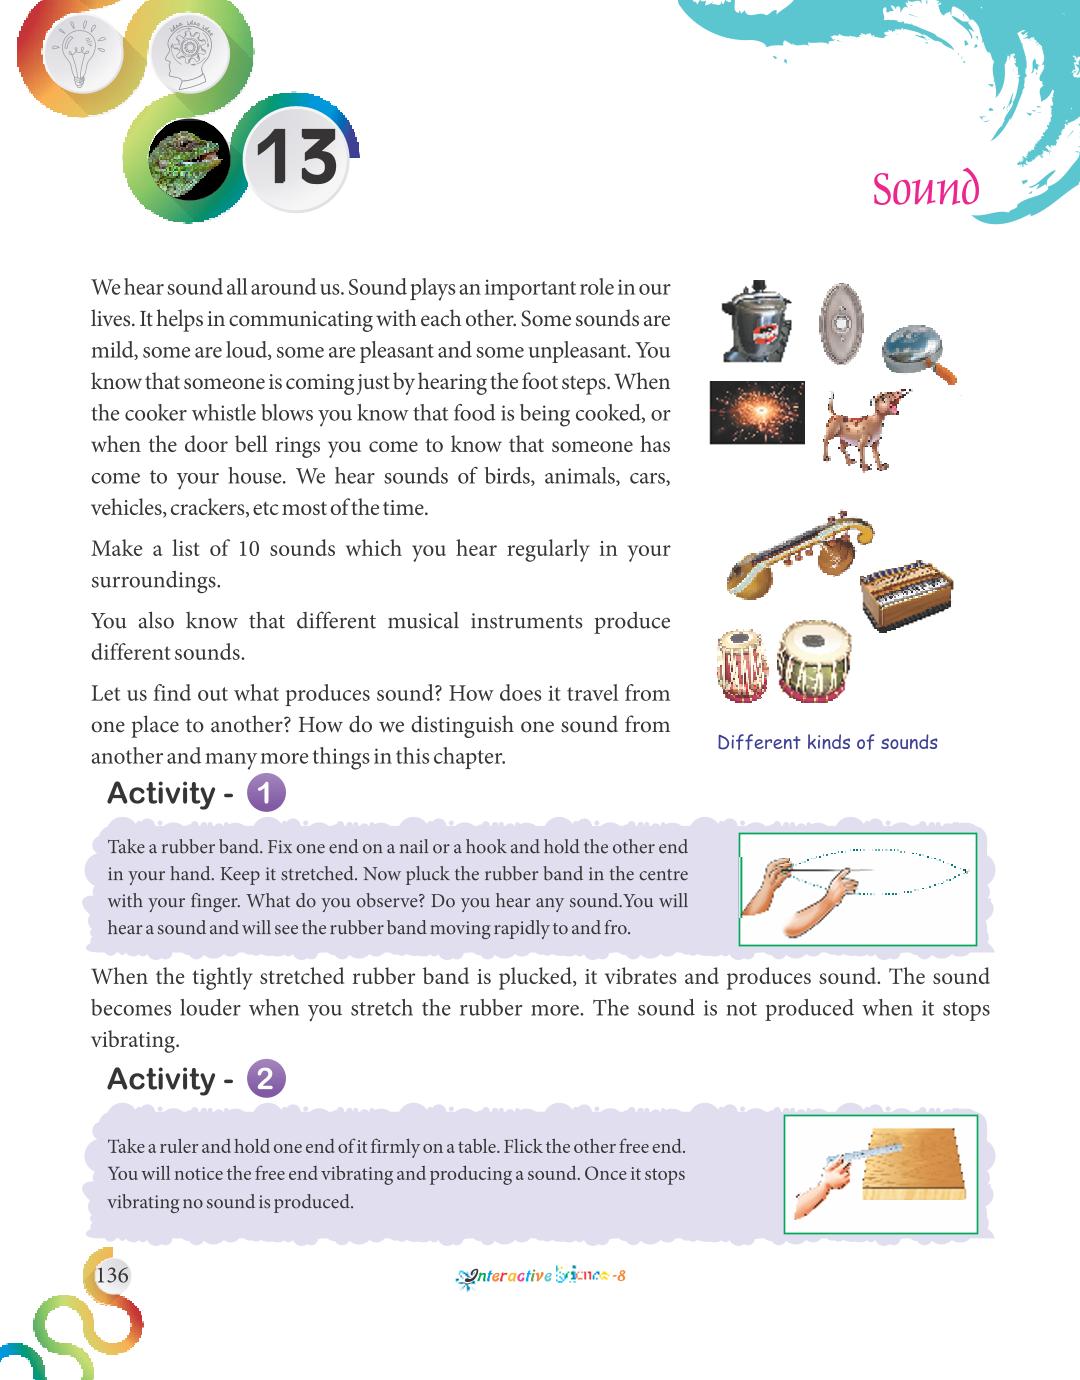 13
Sound
We hear sound all around us. Sound plays an important role in our
lives. It helps in communicating with each other. Some sounds are
mild, some are loud, some are pleasant and some unpleasant. You
know that someone is coming just by hearing the foot steps. When
the cooker whistle blows you know that food is being cooked, or
when the door bell rings you come to know that someone has
come to your house. We hear sounds of birds, animals, cars,
vehicles, crackers, etc most of the time.
Make a list of 10 sounds which you hear regularly in your
surroundings.
You also know that different musical instruments produce
different sounds.
Let us find out what produces sound? How does it travel from
one place to another? How do we distinguish one sound from
another and many more things in this chapter.
Different kinds of sounds
Activity - 1
Take a rubber band. Fix one end on a nail or a hook and hold the other end
in your hand. Keep it stretched. Now pluck the rubber band in the centre
with your finger. What do you observe? Do you hear any sound.You will
hear a sound and will see the rubber band moving rapidly to and fro.
When the tightly stretched rubber band is plucked, it vibrates and produces sound. The sound
becomes louder when you stretch the rubber more. The sound is not produced when it stops
vibrating.
Activity - 2
Take a ruler and hold one end of it firmly on a table. Flick the other free end.
You will notice the free end vibrating and producing a sound. Once it stops
vibrating no sound is produced.
136
Interactive Science -8